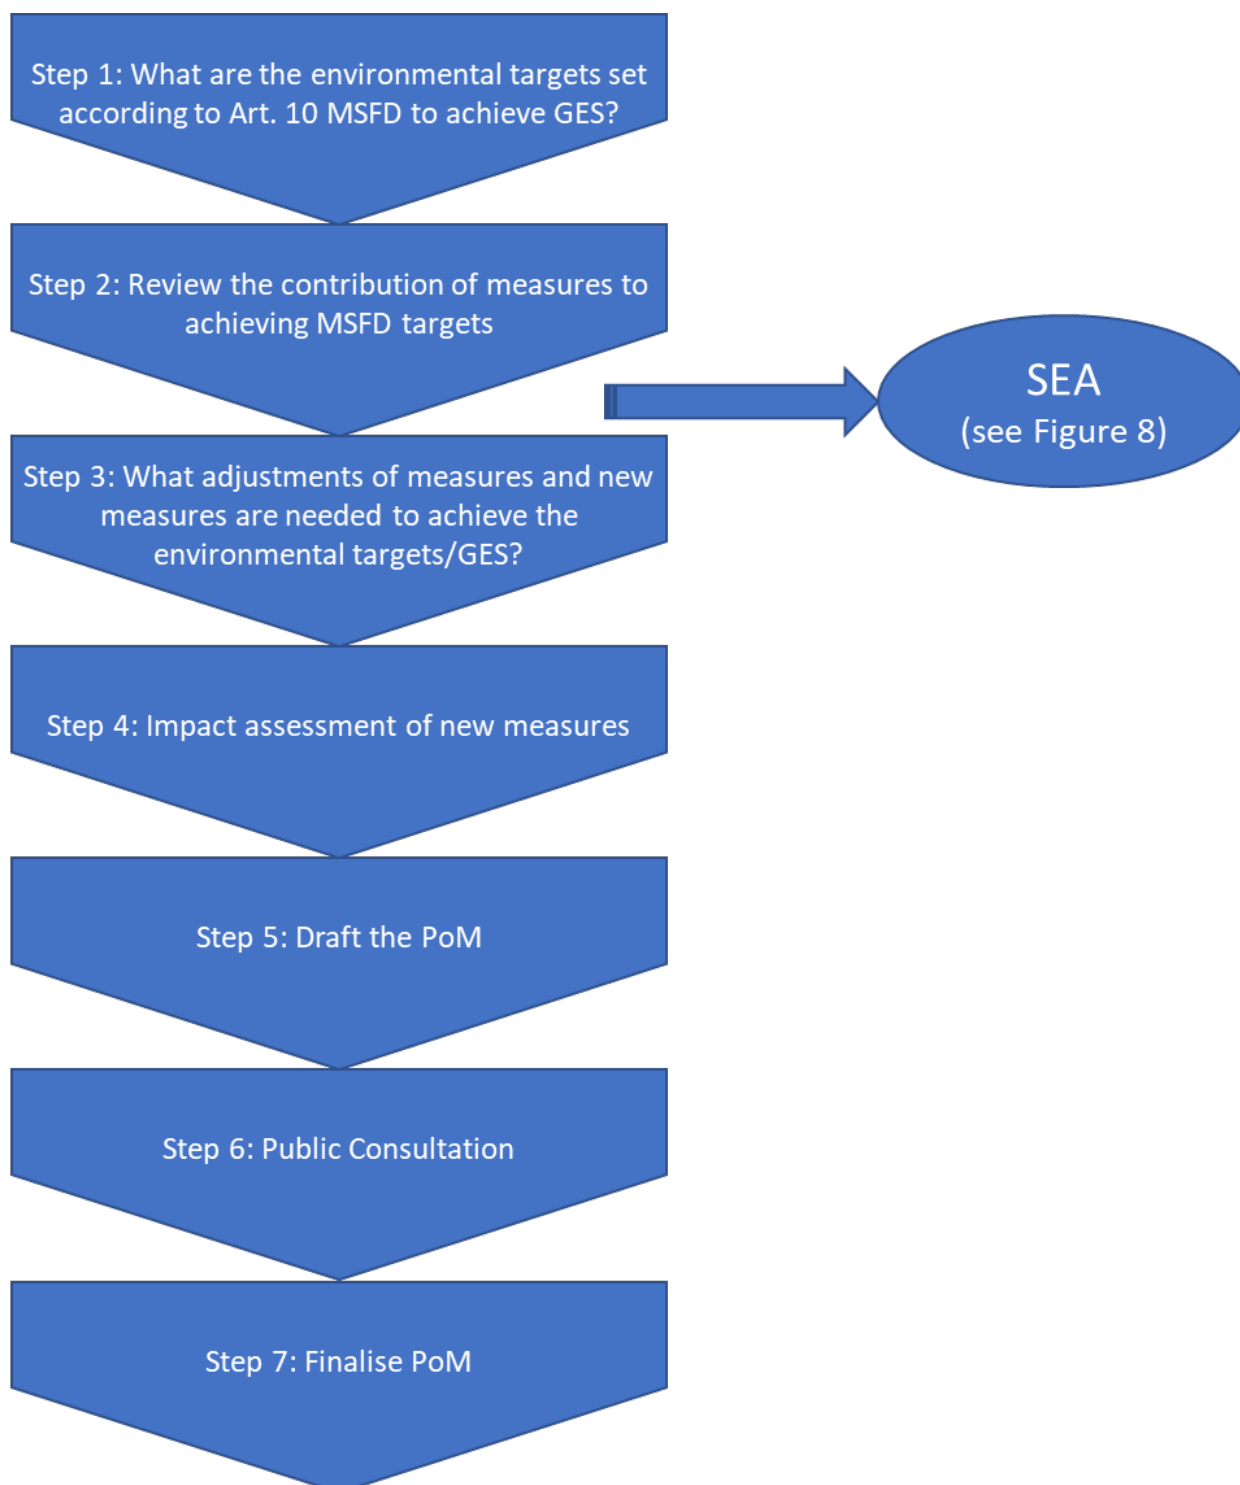 Step 1: What are the environmental targets set
according to Art. 10 MSFD to achieve GES?
Step 2: Review the contribution of measures to
achieving MSFD targets
SEA
(see Figure 8)
Step 3: What adjustments of measures and new
measures are needed to achieve the
environmental targets/GES?
Step 4: Impact assessment of new measures
Step 5: Draft the PoM
Step 6: Public Consultation
Step 7: Finalise PoM